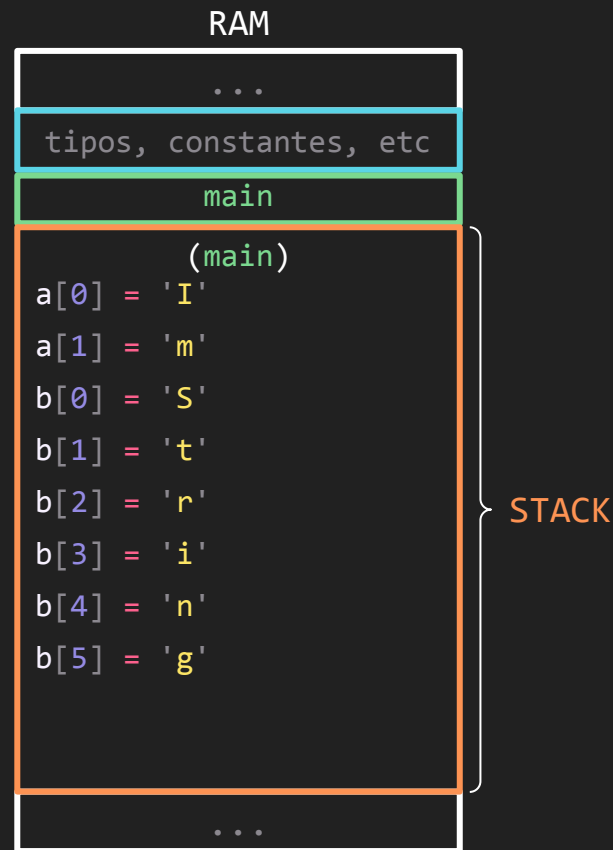 RAM
...
tipos, constantes, etc
main
(main)
a[0] = 'I'
a[1] = 'm'
b[0] = 'S'
b[1] = 't'
b[2] = 'r'
b[3] = 'i'
b[4] = 'n'
b[5] = 'g'
STACK
...